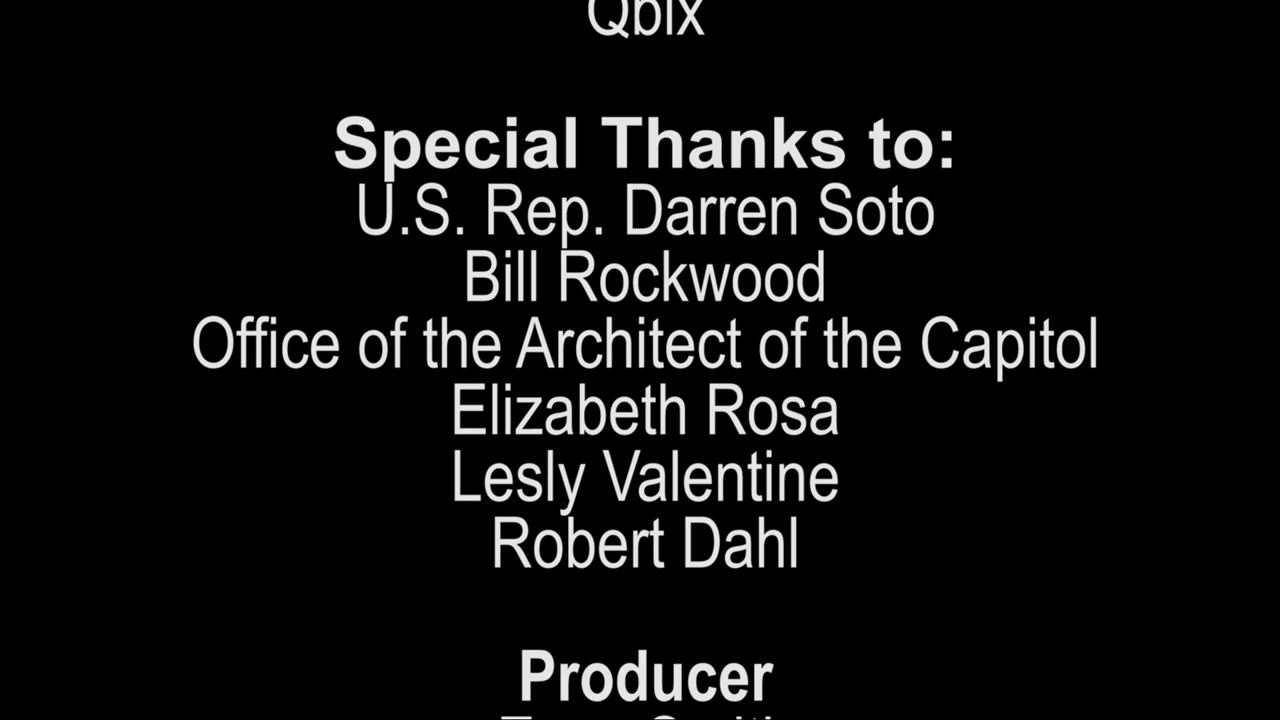 Qbix
Special Thanks to:
U.S. Rep. Darren Soto
Bill Rockwood
Office of the Architect of the Capitol
Elizabeth Rosa
Lesly Valentine
Robert Dahl
Producer